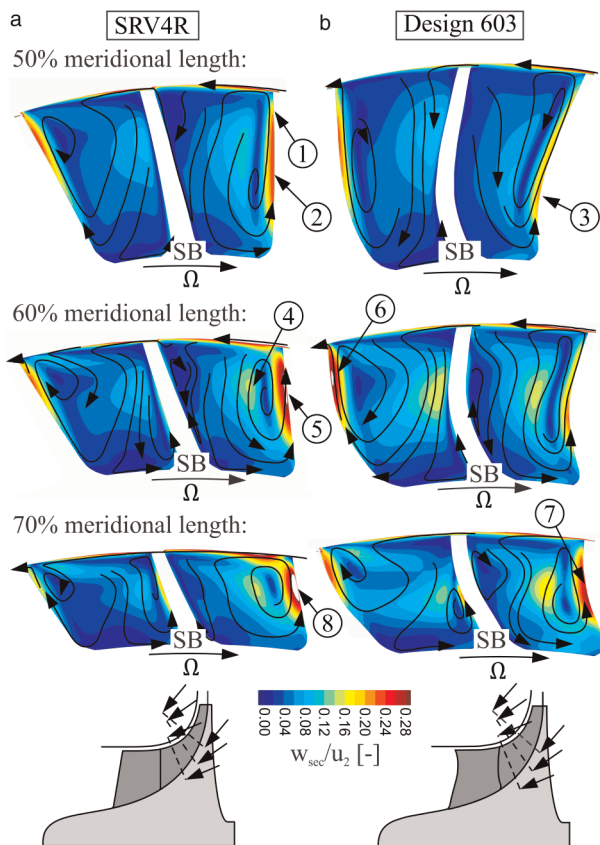 a
SRV4R
b
Design 603
50% meridional length:
1
2
3
SB
SB
Ω
Ω
60% meridional length:
4
6
5
SB
SB
Ω
Ω
70% meridional length:
7
8
SB
SB
Ω
Ω
0.00
0.04
0.08
0.12
0.16
0.20
0.24
0.28
w_sec/u_2 [-]